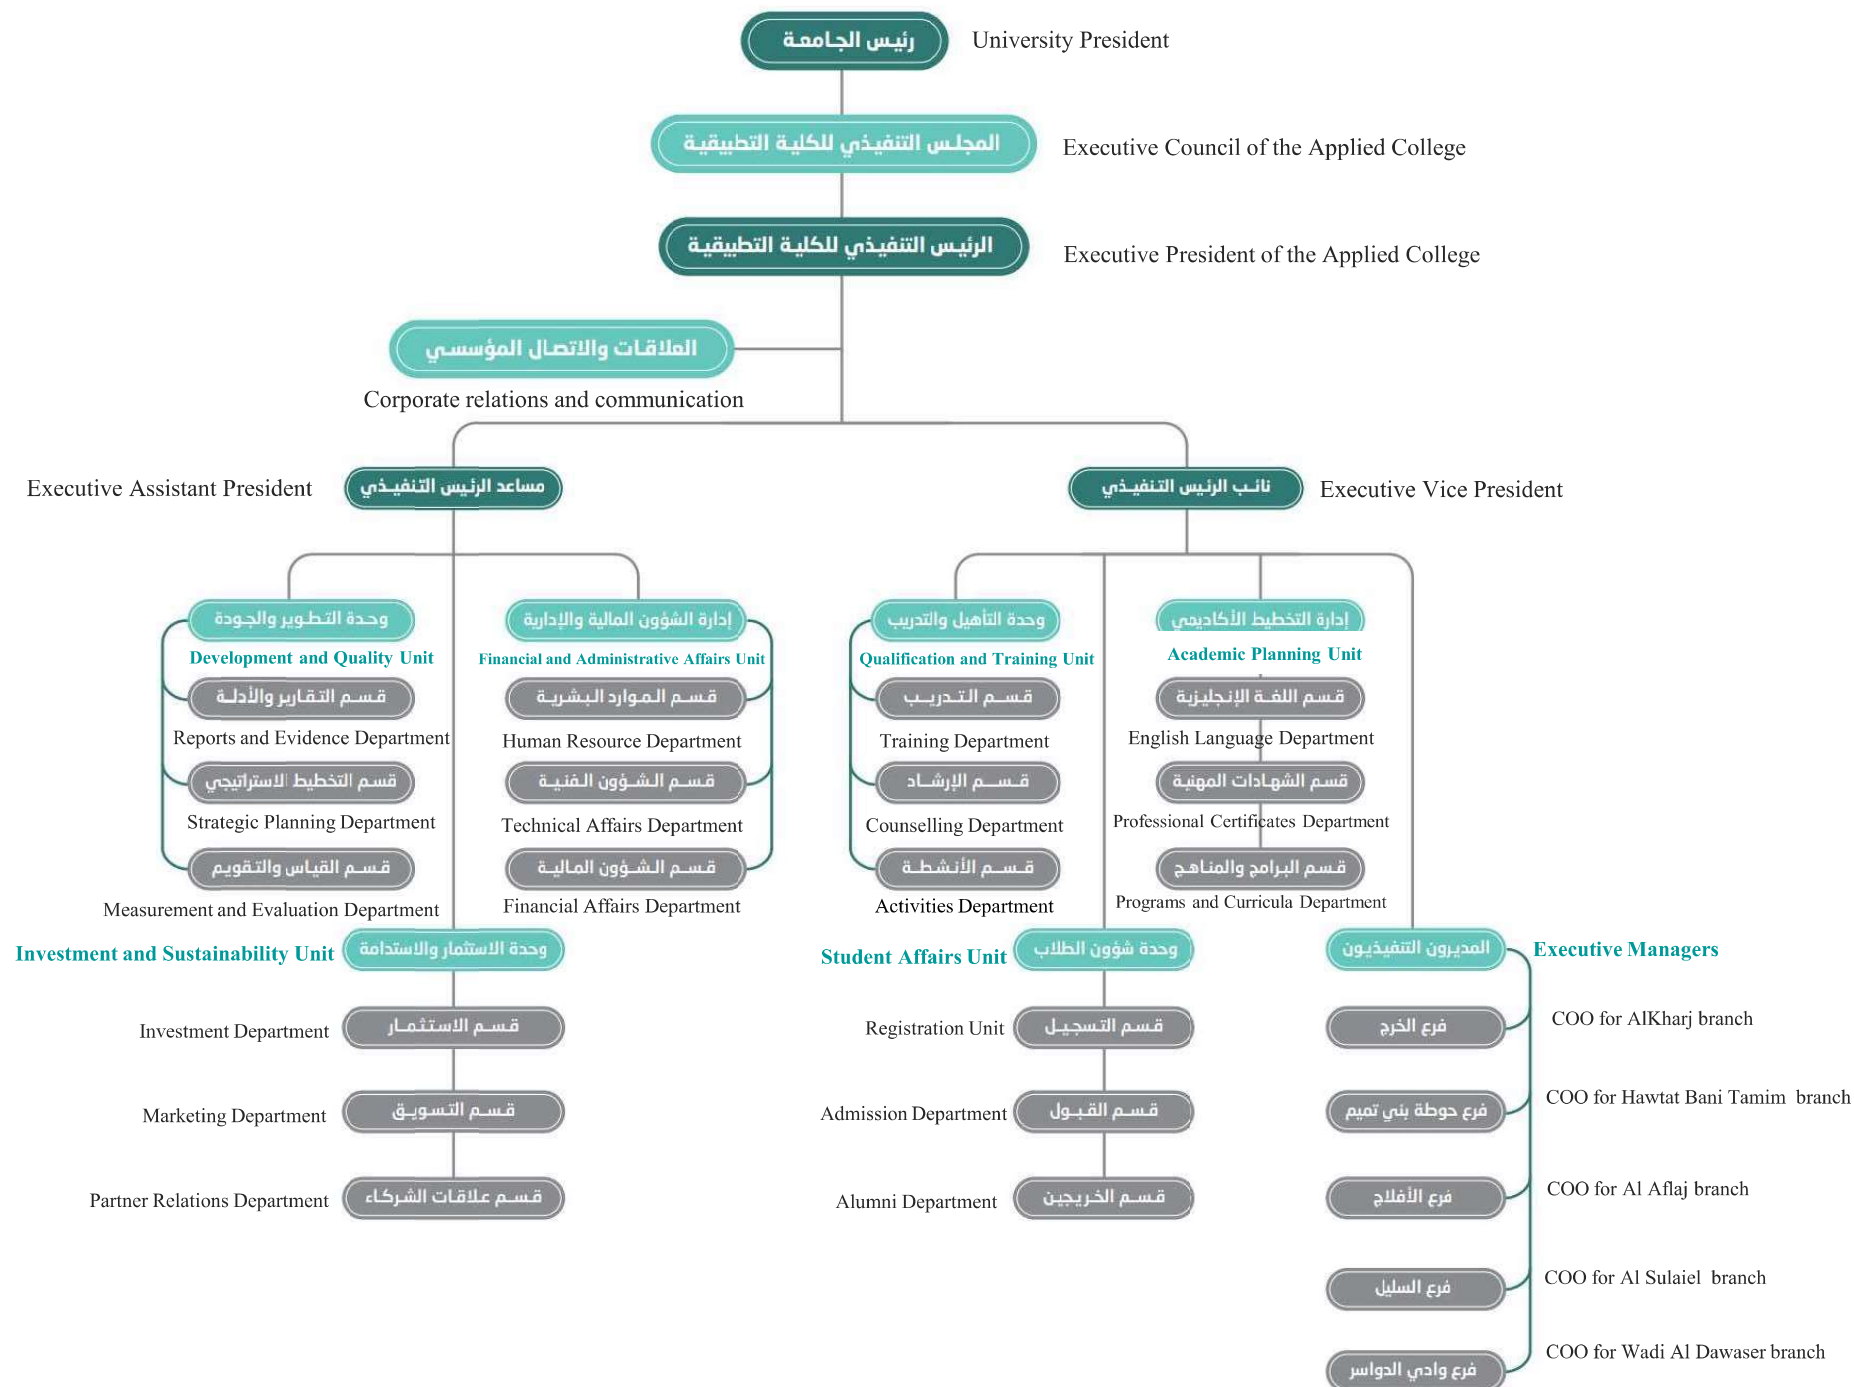 رئيس الجامعة
University President
المجلس التنفيذي للكلية التطبيقية
Executive Council of the Applied College
الرئيس التنفيذي للكلية التطبيقية
Executive President of the Applied College
العلاقات والاتصال المؤسسي
Corporate relations and communication
Executive Assistant President
مساعد الرئيس التنفيذي
نائب الرئيس التنفيذي
Executive Vice President
وحدة التطوير والجودة
Development and Quality Unit
قسم التقارير والأدلة
Reports and Evidence Department
قسم التخطيط الاستراتيجي
Strategic Planning Department
قسم القياس والتقويم
Measurement and Evaluation Department
إدارة الشؤون المالية والإدارية
Financial and Administrative Affairs Unit
قسم الموارد البشرية
Human Resource Department
قسم الشؤون الفنية
Technical Affairs Department
قسم الشؤون المالية
Financial Affairs Department
وحدة التأهيل والتدريب
Qualification and Training Unit
قسم التدريب
Training Department
قسم الإرشاد
Counselling Department
قسم الأنشطة
Activities Department
إدارة التخطيط الأكاديمي
Academic Planning Unit
قسم اللغة الإنجليزية
English Language Department
قسم الشهادات المهنية
Professional Certificates Department
قسم البرامج والمناهج
Programs and Curricula Department
Investment and Sustainability Unit
وحدة الاستثمار والاستدامة
Investment Department
قسم الاستثمار
Marketing Department
قسم التسويق
Partner Relations Department
قسم علاقات الشركاء
Student Affairs Unit
وحدة شؤون الطلاب
Registration Unit
قسم التسجيل
Admission Department
قسم القبول
Alumni Department
قسم الخريجين
المديرون التنفيذيون
Executive Managers
فرع الخرج
COO for AlKharj branch
فرع حوطة بني تميم
COO for Hawtat Bani Tamim branch
فرع الأفلاج
COO for Al Aflaj branch
فرع السليل
COO for Al Sulaiel branch
فرع وادي الدواسر
COO for Wadi Al Dawaser branch